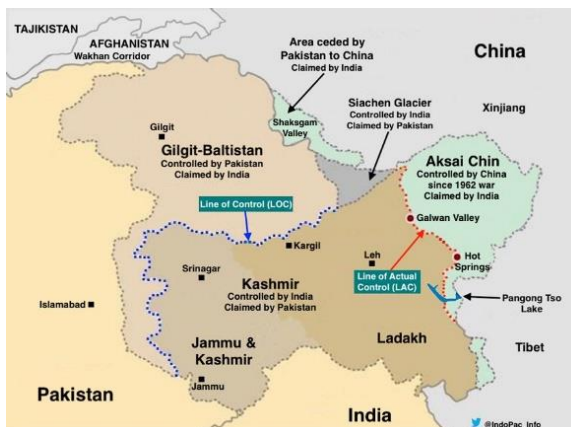 TAJIKISTAN
AFGHANISTAN
Wakhan Corridor
Area ceded by
Pakistan to China
Claimed by India
China
Siachen Glacier
Controlled by India
Claimed by Pakistan
Xinjiang
Shaksgam
Valley
Gilgit
Gilgit-Baltistan
Controlled by Pakistan
Claimed by India
Aksai Chin
Controlled by China
since 1962 war
Claimed by India
Line of Control (LOC)
Galwan Valley
Kargil
Leh
Hot
Springs
Srinagar
Line of Actual
Control (LAC)
Kashmir
Controlled by India
Claimed by Pakistan
Islamabad
Pangong Tso
Lake
Jammu &
Kashmir
Ladakh
Tibet
Jammu
Pakistan
India
@IndoPac_Info